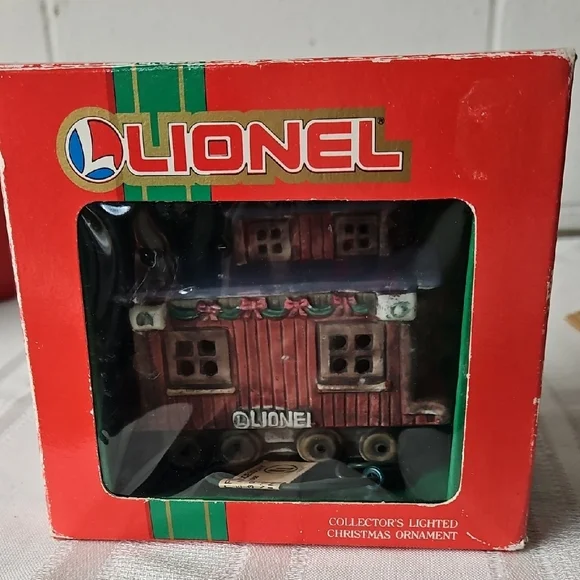 L LIONEL®
L LIONEL
COLLECTOR'S LIGHTED
CHRISTMAS ORNAMENT